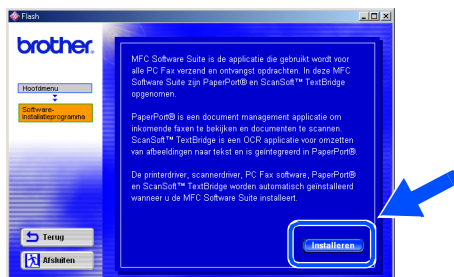 Flash
brother.
Hoofdmenu
Software-
installatieprogramma
MFC Software Suite is de applicatie die gebruikt wordt voor
alle PC Fax verzend en ontvangst opdrachten. In deze MFC
Software Suite zijn PaperPort® en ScanSoft™ TextBridge
opgenomen.
PaperPort® is een document management applicatie om
inkomende faxen te bekijken en documenten te scannen.
ScanSoft™ TextBridge is een OCR applicatie voor omzetten
van afbeeldingen naar tekst en is geïntegreerd in PaperPort®.
De printerdriver, scannerdriver, PC Fax software, PaperPort®
en ScanSoft™ TextBridge worden automatisch geïnstalleerd
wanneer u de MFC Software Suite installeert.
Terug
Afsluiten
Installeren